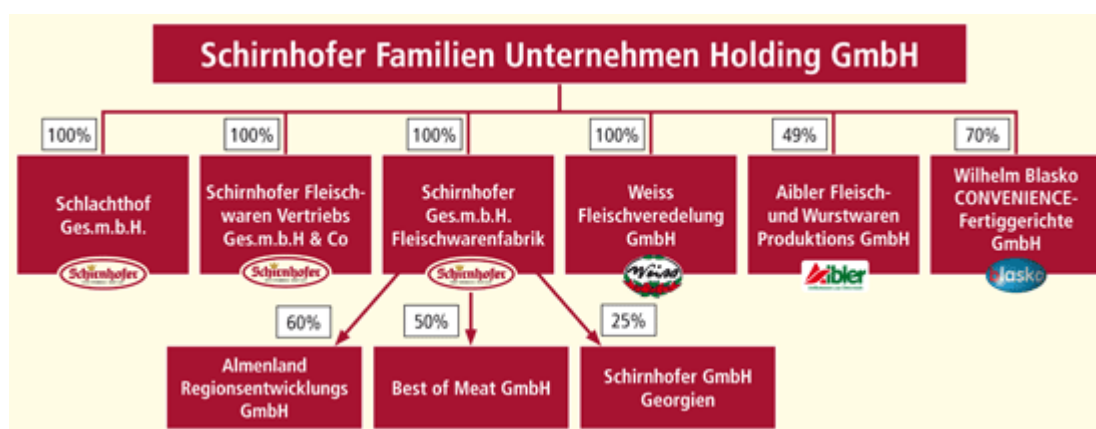 Schirnhofer Familien Unternehmen Holding GmbH
100%
100%
100%
100%
49%
70%
Schlachthof
Ges.m.b.H.
Schirnhofer
Schirnhofer Fleisch-
waren Vertriebs
Ges.m.b.H & Co
Schirnhofer
Schirnhofer
Ges.m.b.H.
Fleischwarenfabrik
Schirnhofer
Weiss
Fleischveredelung
GmbH
Weiss
Aibler Fleisch-
und Wurstwaren
Produktions GmbH
Aibler
Wilhelm Blasko
CONVENIENCE-
Fertiggerichte
GmbH
blasko
60%
50%
25%
Almenland
Regionsentwicklungs
GmbH
Best of Meat GmbH
Schirnhofer GmbH
Georgien